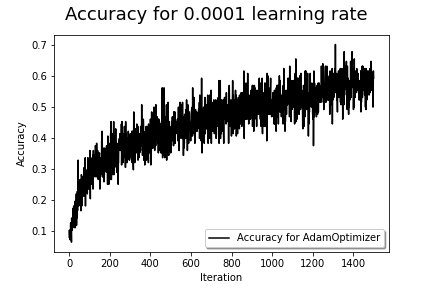 Accuracy for 0.0001 learning rate
0.7
0.6
0.5
0.4
0.3
0.2
0.1
Accuracy
Accuracy for AdamOptimizer
0 200 400 600 800 1000 1200 1400
Iteration